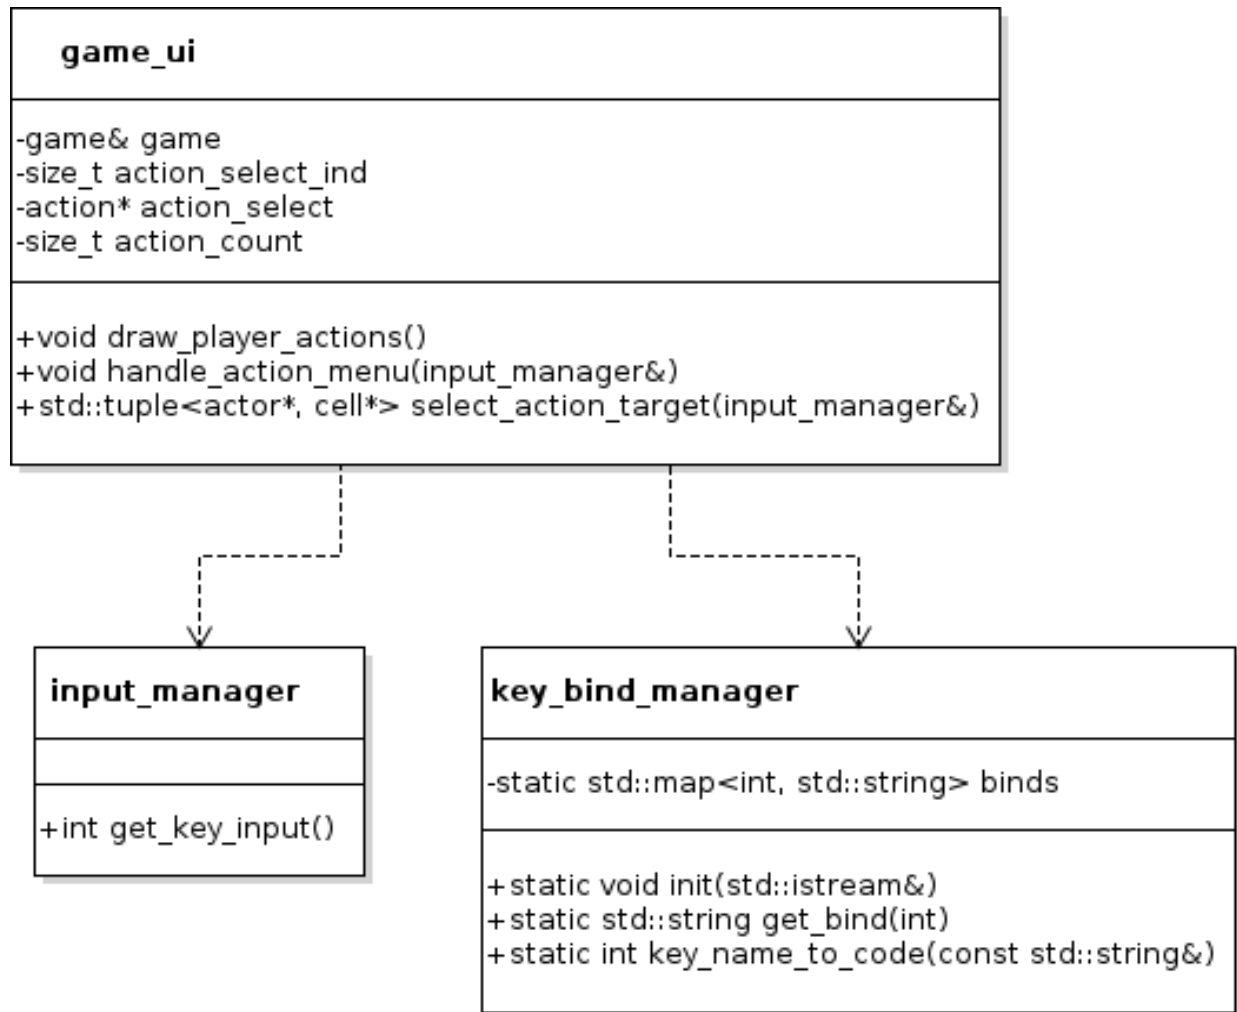 game_ui
-game& game
-size_t action_select_ind
-action* action_select
-size_t action_count
+void draw_player_actions()
+void handle_action_menu(input_manager&)
+std::tuple<actor*, cell*> select_action_target(input_manager&)
input_manager
+int get_key_input()
key_bind_manager
-static std::map<int, std::string> binds
+static void init(std::istream&)
+static std::string get_bind(int)
+static int key_name_to_code(const std::string&)